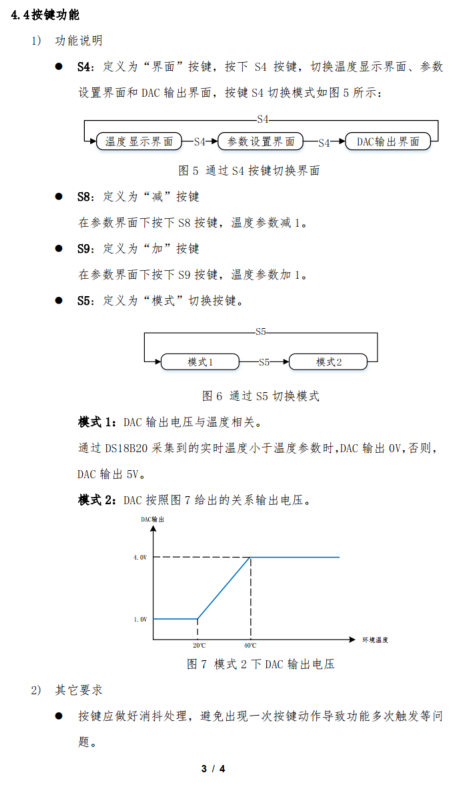 4.4按键功能
1) 功能说明
● S4：定义为“界面”按键，按下 S4 按键，切换温度显示界面、参数
设置界面和 DAC 输出界面，按键 S4 切换模式如图 5 所示：
S4
温度显示界面 S4 参数设置界面 S4 DAC输出界面
图 5 通过 S4 按键切换界面
● S8：定义为“减”按键
在参数界面下按下 S8 按键，温度参数减 1。
● S9：定义为“加”按键
在参数界面下按下 S9 按键，温度参数加 1。
● S5：定义为“模式”切换按键。
S5
模式1 S5 模式2
图 6 通过 S5 切换模式
模式 1：DAC 输出电压与温度相关。
通过 DS18B20 采集到的实时温度小于温度参数时，DAC 输出 0V，否则，
DAC 输出 5V。
模式 2：DAC 按照图 7 给出的关系输出电压。
DAC输出
4.0V
1.0V
20℃ 40℃ 环境温度
图 7 模式 2 下 DAC 输出电压
2) 其它要求
● 按键应做好消抖处理，避免出现一次按键动作导致功能多次触发等问
题。
3 / 4